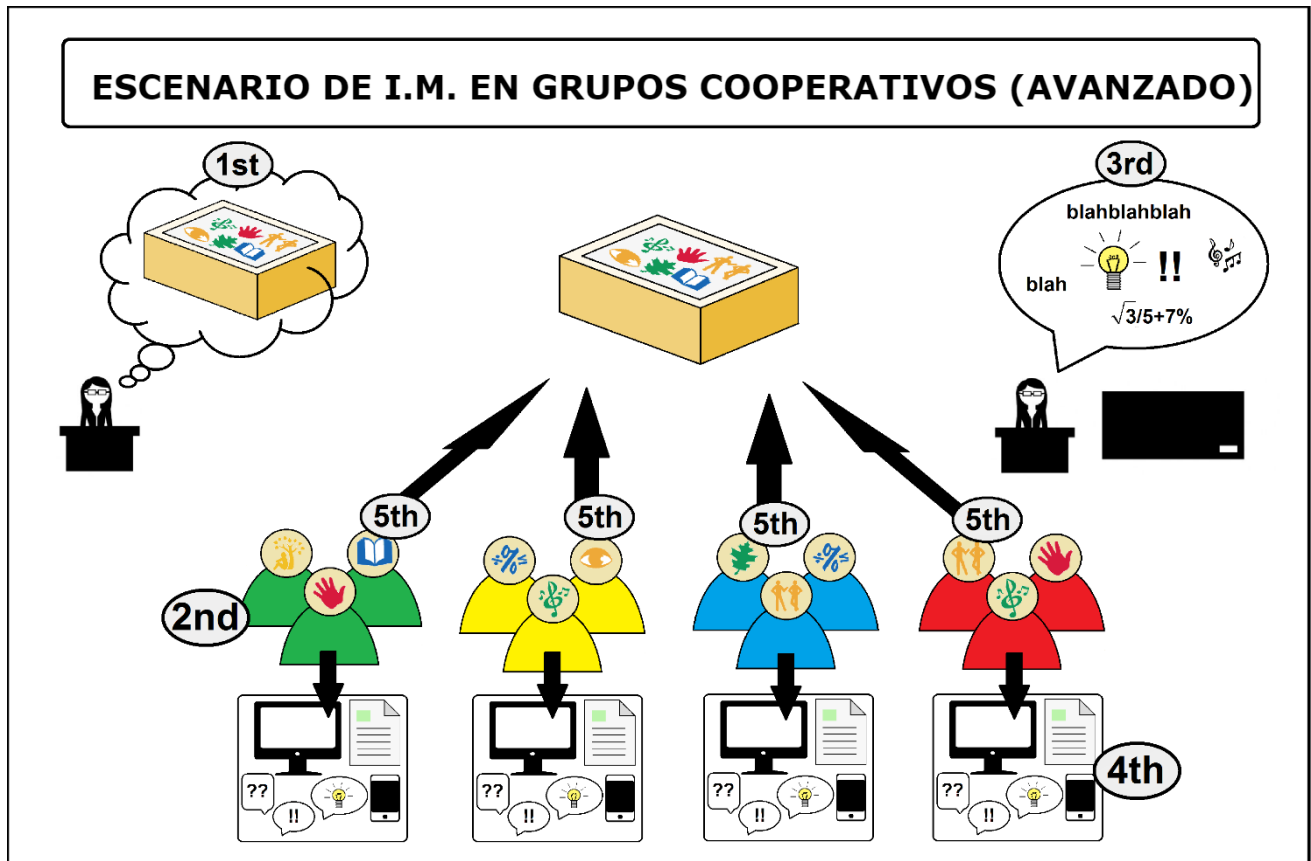 ESCENARIO DE I.M. EN GRUPOS COOPERATIVOS (AVANZADO)
1st
3rd
blahblahblah
!!
blah
√3/5+7%
5th
5th
5th
5th
%
%
2nd
4th
??
!!
??
!!
??
!!
??
!!